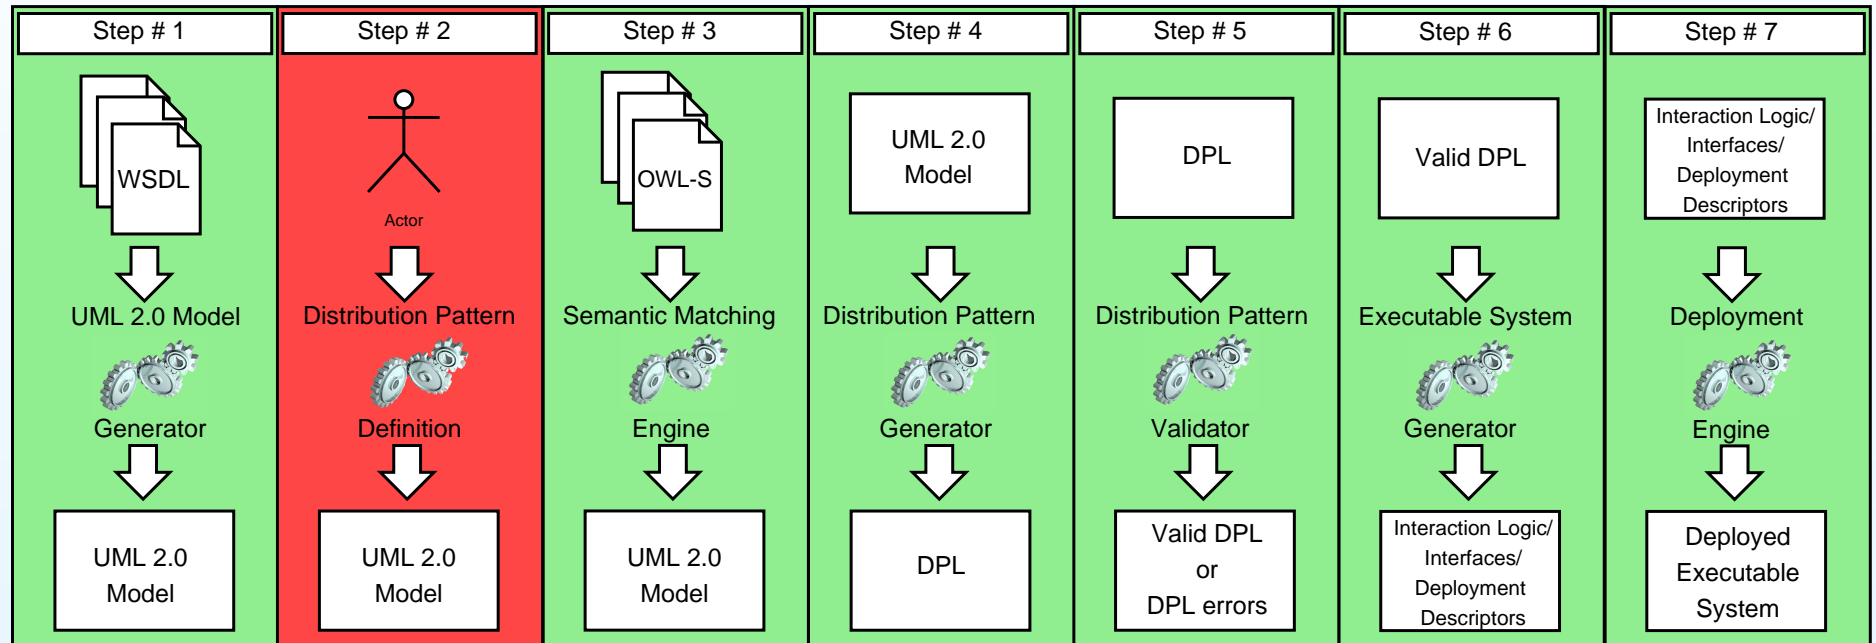 Step # 1
WSDL
UML 2.0 Model
Generator
UML 2.0
Model
Step # 2
Actor
Distribution Pattern
Definition
UML 2.0
Model
Step # 3
OWL-S
Semantic Matching
Engine
UML 2.0
Model
Step # 4
UML 2.0
Model
Distribution Pattern
Generator
DPL
Step # 5
DPL
Distribution Pattern
Validator
Valid DPL
or
DPL errors
Step # 6
Valid DPL
Executable System
Generator
Interaction Logic/
Interfaces/
Deployment
Descriptors
Step # 7
Interaction Logic/
Interfaces/
Deployment
Descriptors
Deployment
Engine
Deployed
Executable
System